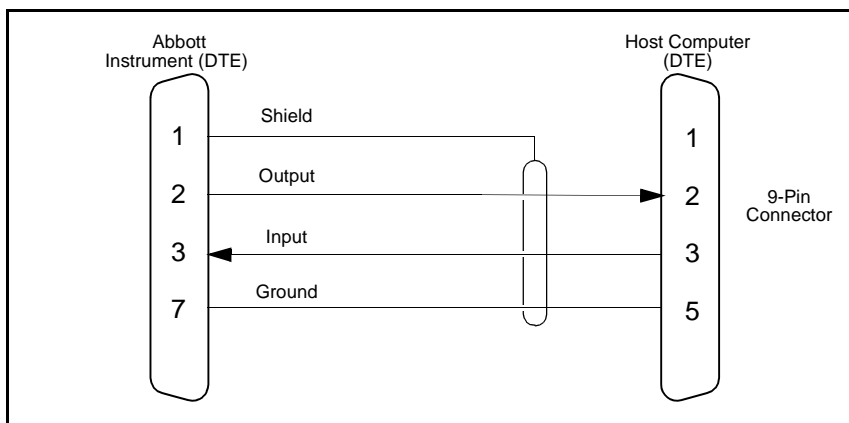 Abbott
Instrument (DTE)
Host Computer
(DTE)
1
Shield
1
2
Output
2
9-Pin
Connector
3
Input
3
7
Ground
5